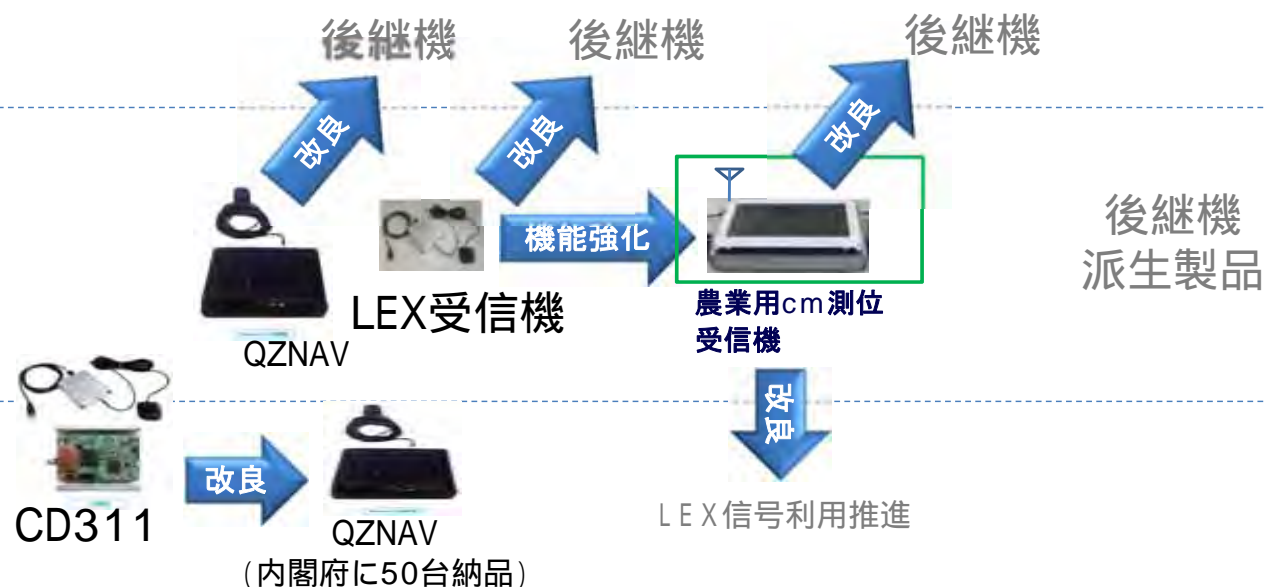 後継機
後継機
後継機
改良
改良
改良
機能強化
後継機
派生製品
LEX受信機
農業用cm測位
受信機
QZNAV
改良
改良
CD311
QZNAV
(内閣府に50台納品)
LEX信号利用推進